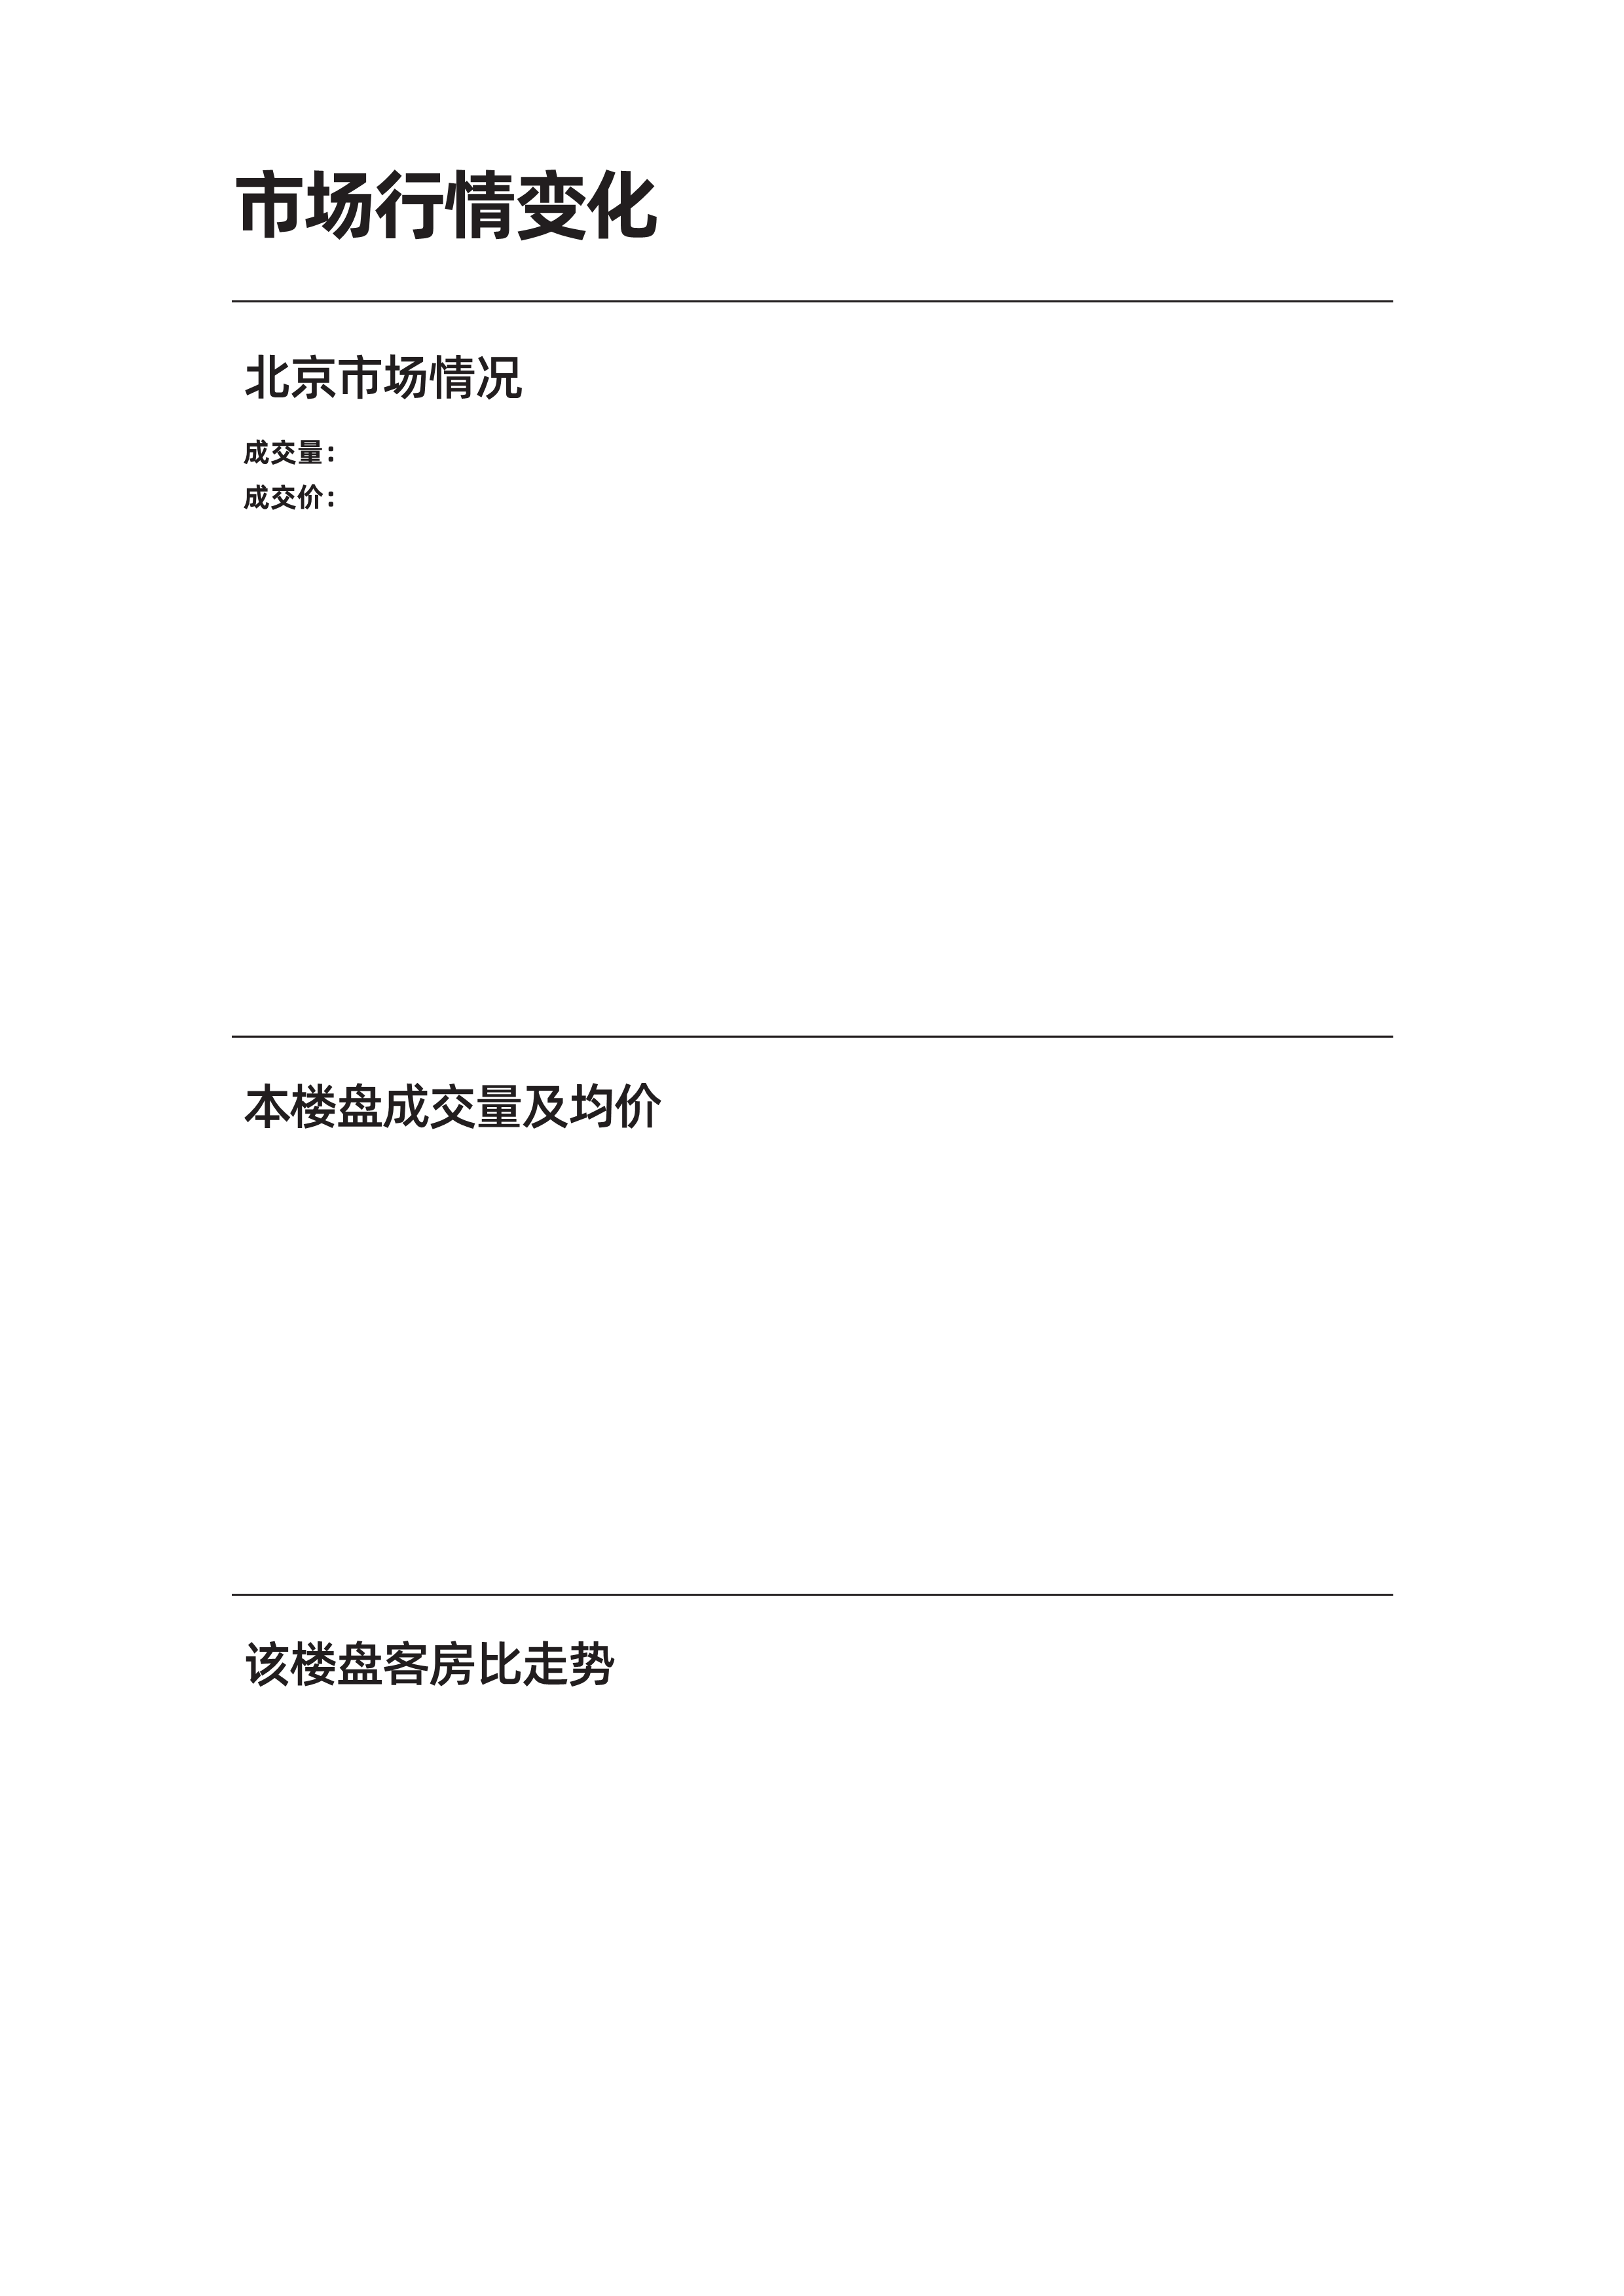 市场行情变化
北京市场情况
成交量：
成交价：
本楼盘成交量及均价
该楼盘客房比走势